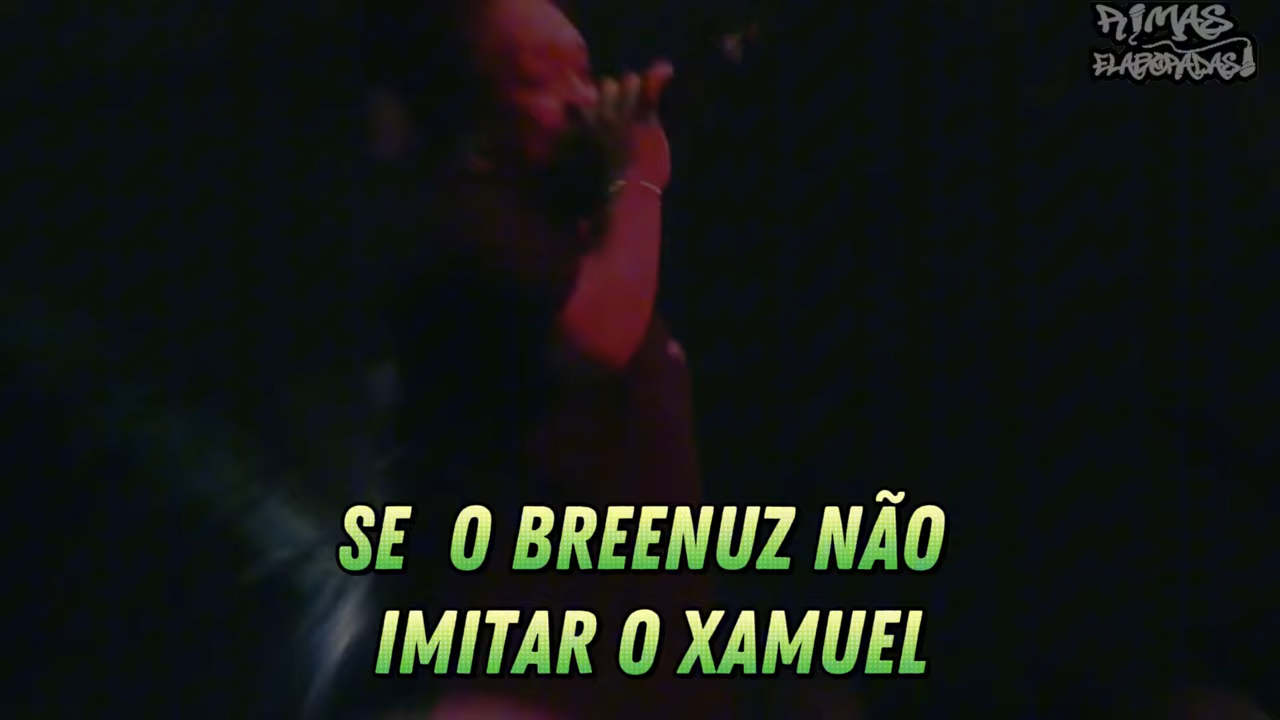 RIMAS
ELABORADAS!
SE O BREENUZ NÃO
IMITAR O XAMUEL